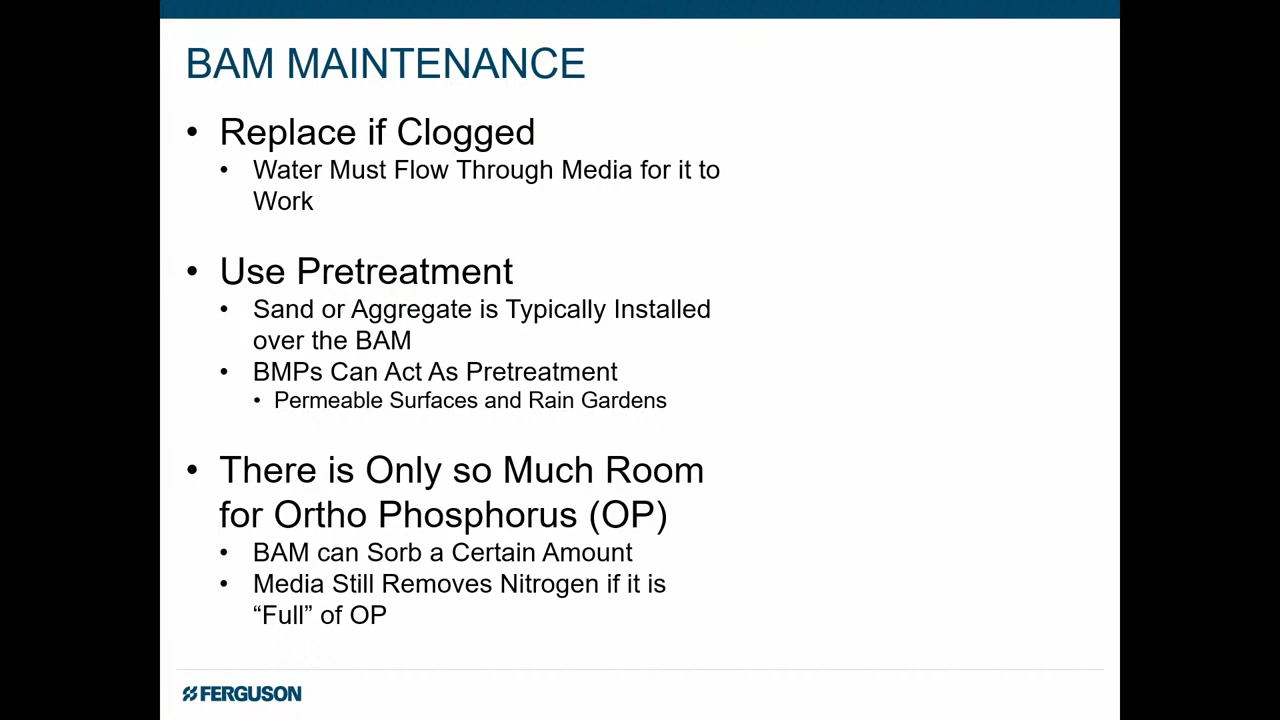 BAM MAINTENANCE
• Replace if Clogged
• Water Must Flow Through Media for it to
Work
• Use Pretreatment
• Sand or Aggregate is Typically Installed
over the BAM
• BMPs Can Act As Pretreatment
• Permeable Surfaces and Rain Gardens
• There is Only so Much Room
for Ortho Phosphorus (OP)
• BAM can Sorb a Certain Amount
• Media Still Removes Nitrogen if it is
“Full” of OP
FERGUSON